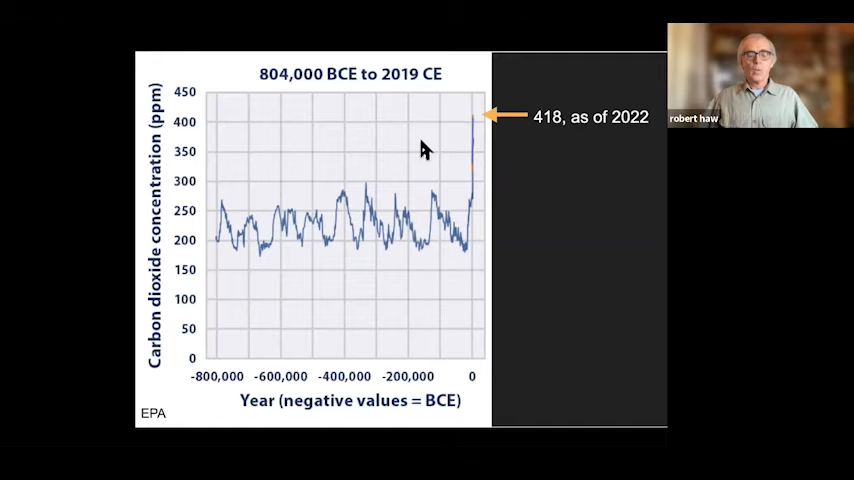 804,000 BCE to 2019 CE
Carbon dioxide concentration (ppm)
450
400
350
300
250
200
150
100
50
0
-800,000 -600,000 -400,000 -200,000 0
Year (negative values = BCE)
EPA
418, as of 2022
robert haw